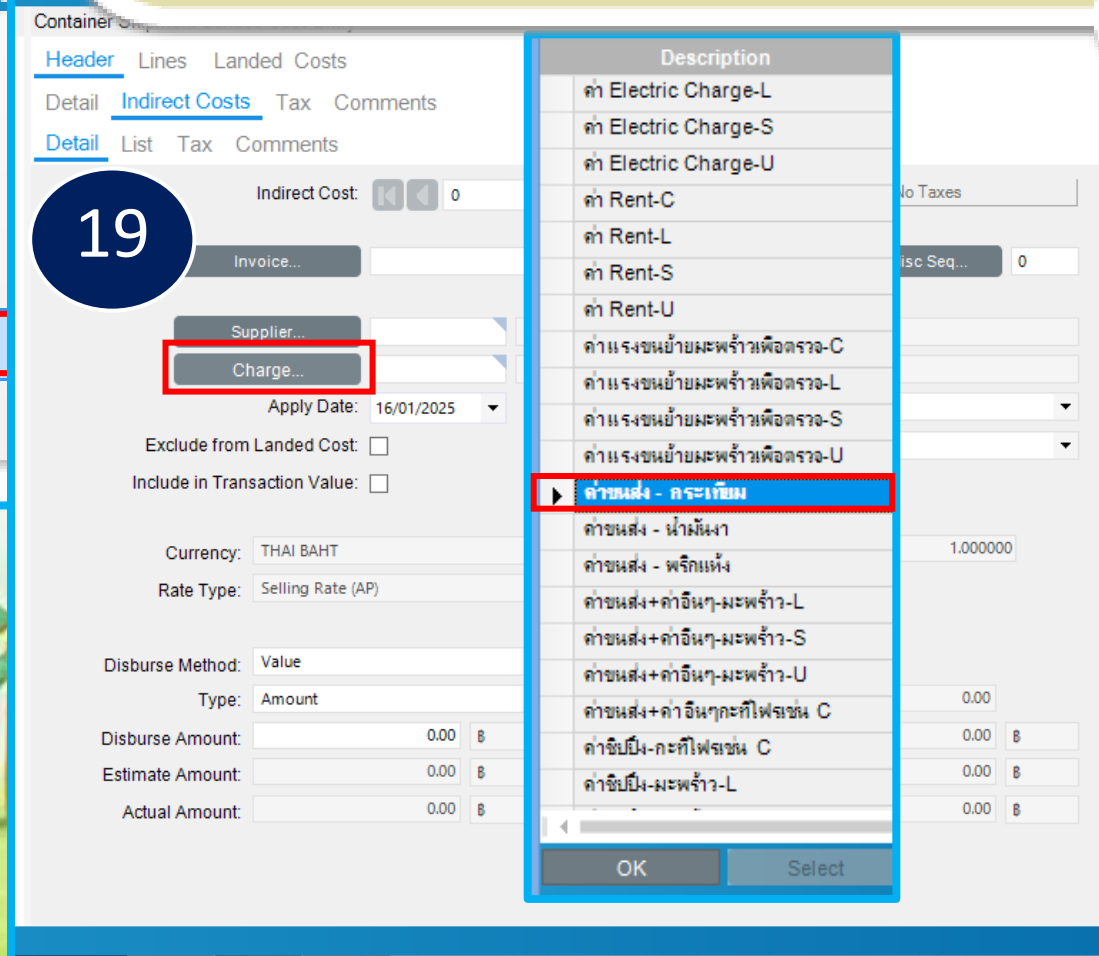 Container
Header Lines Landed Costs
Detail Indirect Costs Tax Comments
Detail List Tax Comments
19
Indirect Cost: 0
No Taxes
Invoice...
isc Seq... 0
Supplier...
Charge...
Apply Date: 16/01/2025
Exclude from Landed Cost:
Include in Transaction Value:
Currency: THAI BAHT
1.000000
Rate Type: Selling Rate (AP)
Disburse Method: Value
Type: Amount
0.00
Disburse Amount: 0.00 ฿
0.00 ฿
Estimate Amount: 0.00 ฿
0.00 ฿
Actual Amount: 0.00 ฿
0.00 ฿
Description
ค่า Electric Charge-L
ค่า Electric Charge-S
ค่า Electric Charge-U
ค่า Rent-C
ค่า Rent-L
ค่า Rent-S
ค่า Rent-U
ค่าแรงขนย้ายมะพร้าวเพื่อตรวจ-C
ค่าแรงขนย้ายมะพร้าวเพื่อตรวจ-L
ค่าแรงขนย้ายมะพร้าวเพื่อตรวจ-S
ค่าแรงขนย้ายมะพร้าวเพื่อตรวจ-U
ค่าขนส่ง - กระเทียม
ค่าขนส่ง - น้ำมันงา
ค่าขนส่ง - พริกแห้ง
ค่าขนส่ง+ค่าอื่นๆ-มะพร้าว-L
ค่าขนส่ง+ค่าอื่นๆ-มะพร้าว-S
ค่าขนส่ง+ค่าอื่นๆ-มะพร้าว-U
ค่าขนส่ง+ค่าอื่นๆกะทิโฟรเซ่น C
ค่าชิปปิ้ง-กะทิโฟรเซ่น C
ค่าชิปปิ้ง-มะพร้าว-L
OK Select